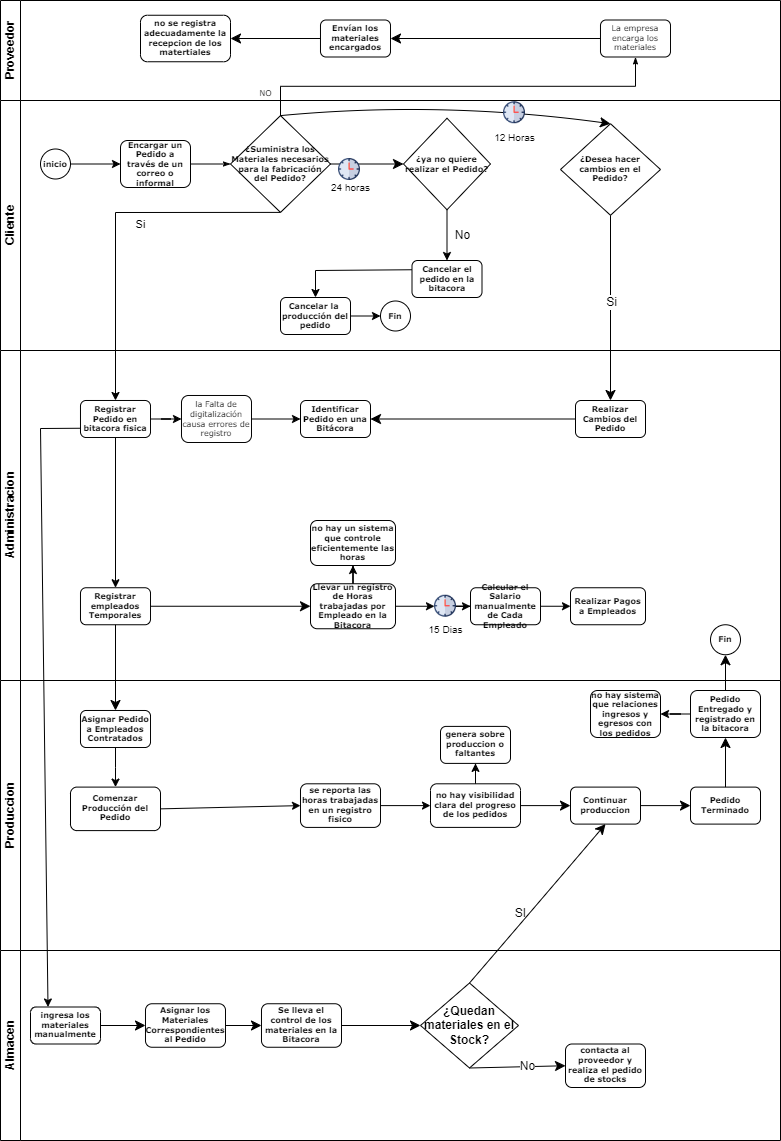 Proveedor
no se registra
adecuadamente la
recepcion de los
matertiales
Envían los
materiales
encargados
La empresa
encarga los
materiales
NO
Cliente
inicio
Encargar un
Pedido a
través de un
correo o
informal
¿Suministra los
Materiales necesarios
para la fabricación
del Pedido?
24 horas
¿ya no quiere
realizar el Pedido?
12 Horas
¿Desea hacer
cambios en el
Pedido?
Si
No
Cancelar el
pedido en la
bitacora
Cancelar la
producción del
pedido
Fin
Si
Administracion
Registrar
Pedido en
bitacora fisica
la Falta de
digitalización
causa errores de
registro
Identificar
Pedido en una
Bitácora
Realizar
Cambios del
Pedido
no hay un sistema
que controle
eficientemente las
horas
Registrar
empleados
Temporales
Llevar un registro
de Horas
trabajadas por
Empleado en la
Bitacora
15 Dias
Calcular el
Salario
manualmente
de Cada
Empleado
Realizar Pagos
a Empleados
Fin
Produccion
Asignar Pedido
a Empleados
Contratados
no hay sistema
que relaciones
ingresos y
egresos con
los pedidos
Pedido
Entregado y
registrado en
la bitacora
genera sobre
produccion o
faltantes
Comenzar
Producción del
Pedido
se reporta las
horas trabajadas
en un registro
fisico
no hay visibilidad
clara del progreso
de los pedidos
Continuar
produccion
Pedido
Terminado
SI
Almacen
ingresa los
materiales
manualmente
Asignar los
Materiales
Correspondientes
al Pedido
Se lleva el
control de los
materiales en la
Bitacora
¿Quedan
materiales en el
Stock?
No
contacta al
proveedor y
realiza el pedido
de stocks